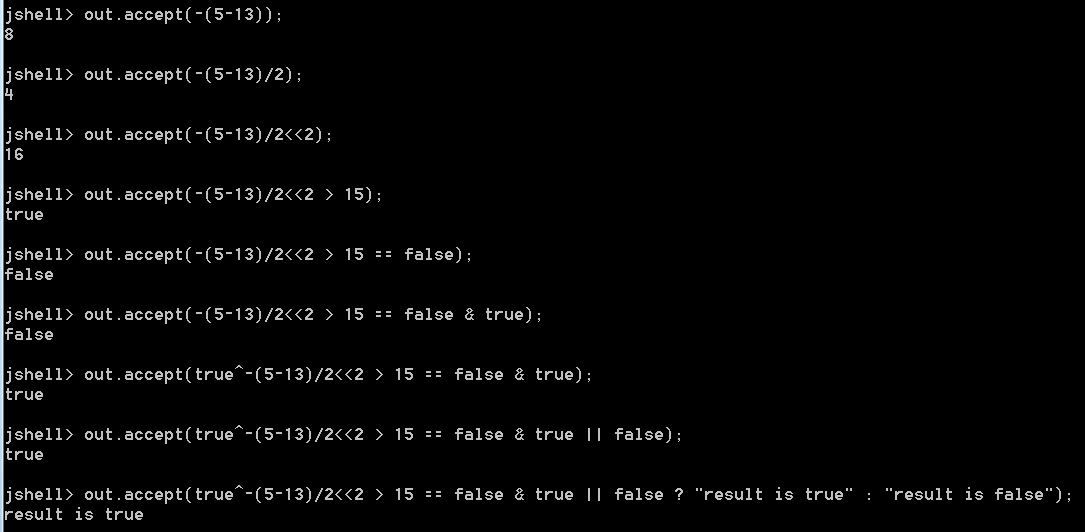 jshell> out.accept(-(5-13));
8
jshell> out.accept(-(5-13)/2);
4
jshell> out.accept(-(5-13)/2<<2);
16
jshell> out.accept(-(5-13)/2<<2 > 15);
true
jshell> out.accept(-(5-13)/2<<2 > 15 == false);
false
jshell> out.accept(-(5-13)/2<<2 > 15 == false & true);
false
jshell> out.accept(true^-(5-13)/2<<2 > 15 == false & true);
true
jshell> out.accept(true^-(5-13)/2<<2 > 15 == false & true || false);
true
jshell> out.accept(true^-(5-13)/2<<2 > 15 == false & true || false ? "result is true" : "result is false");
result is true